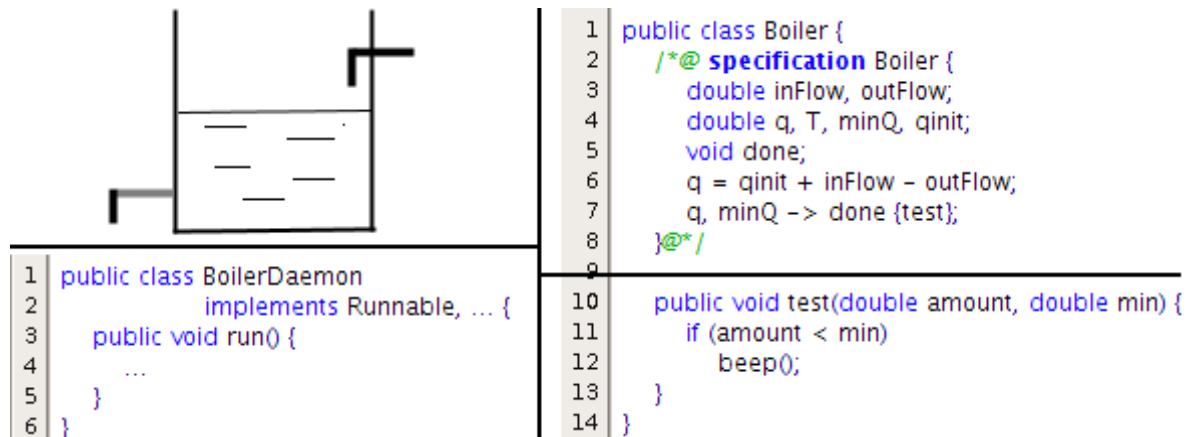 1 public class BoilerDaemon
2 implements Runnable, ... {
3 public void run() {
4 ...
5 }
6 }
1 public class Boiler {
2 /*@ specification Boiler {
3 double inFlow, outFlow;
4 double q, T, minQ, qinit;
5 void done;
6 q = qinit + inFlow – outFlow;
7 q, minQ –> done {test};
8 }@*/
9
10 public void test(double amount, double min) {
11 if (amount < min)
12 beep();
13 }
14 }